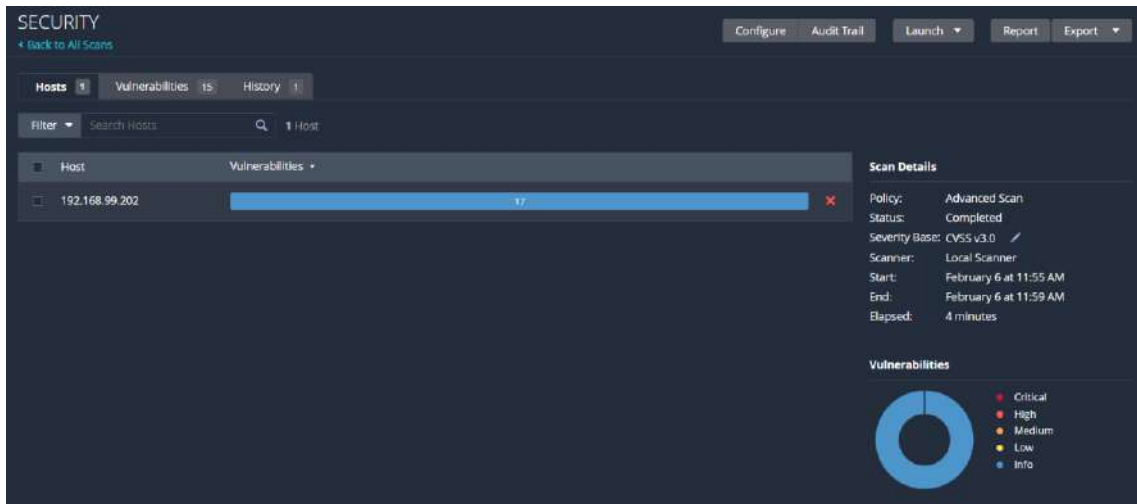 SECURITY
< Back to All Scans
Configure Audit Trail Launch Report Export
Hosts 1 Vulnerabilities 15 History 1
Filter Search Hosts 1 Host
Host Vulnerabilities
192.168.99.202 17
Scan Details
Policy: Advanced Scan
Status: Completed
Severity Base: CVSS v3.0
Scanner: Local Scanner
Start: February 6 at 11:55 AM
End: February 6 at 11:59 AM
Elapsed: 4 minutes
Vulnerabilities
Critical
High
Medium
Low
Info